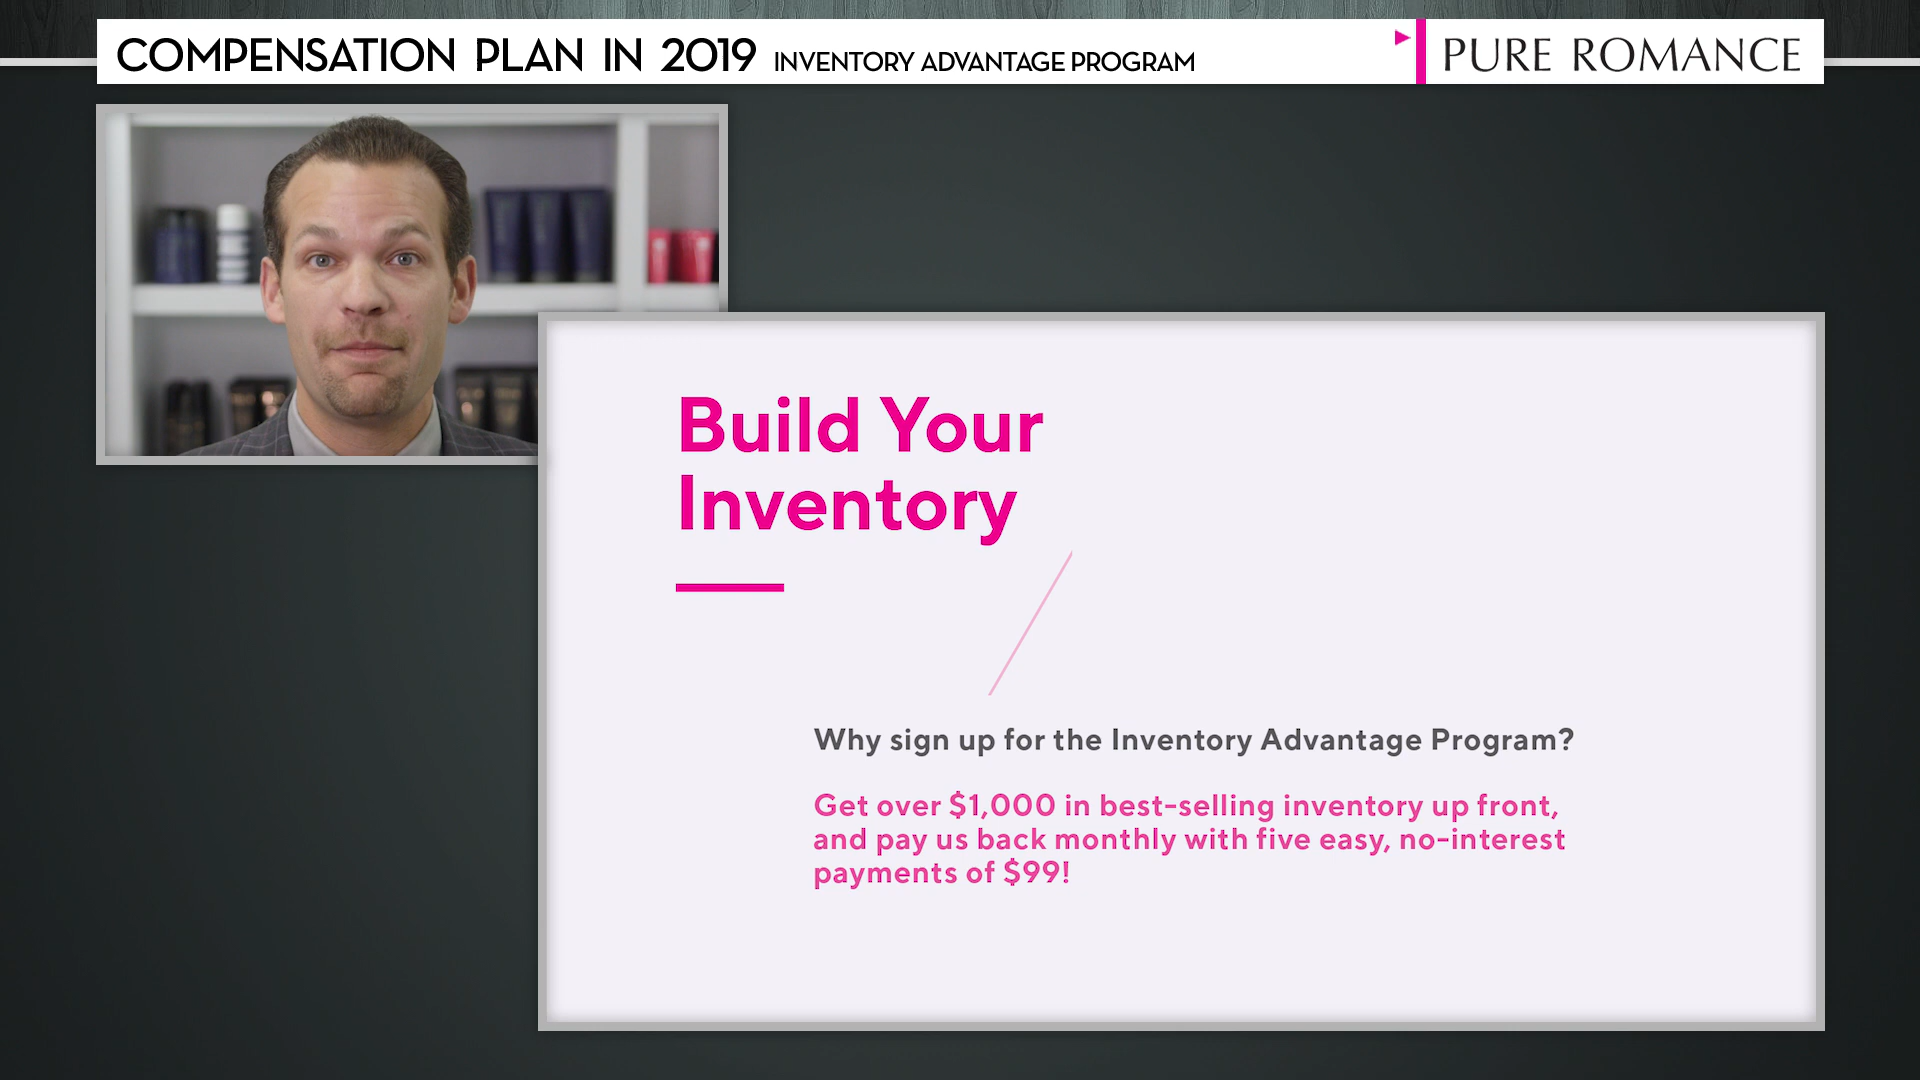 COMPENSATION PLAN IN 2019 INVENTORY ADVANTAGE PROGRAM
PURE ROMANCE
Build Your
Inventory
Why sign up for the Inventory Advantage Program?
Get over $1,000 in best-selling inventory up front,
and pay us back monthly with five easy, no-interest
payments of $99!